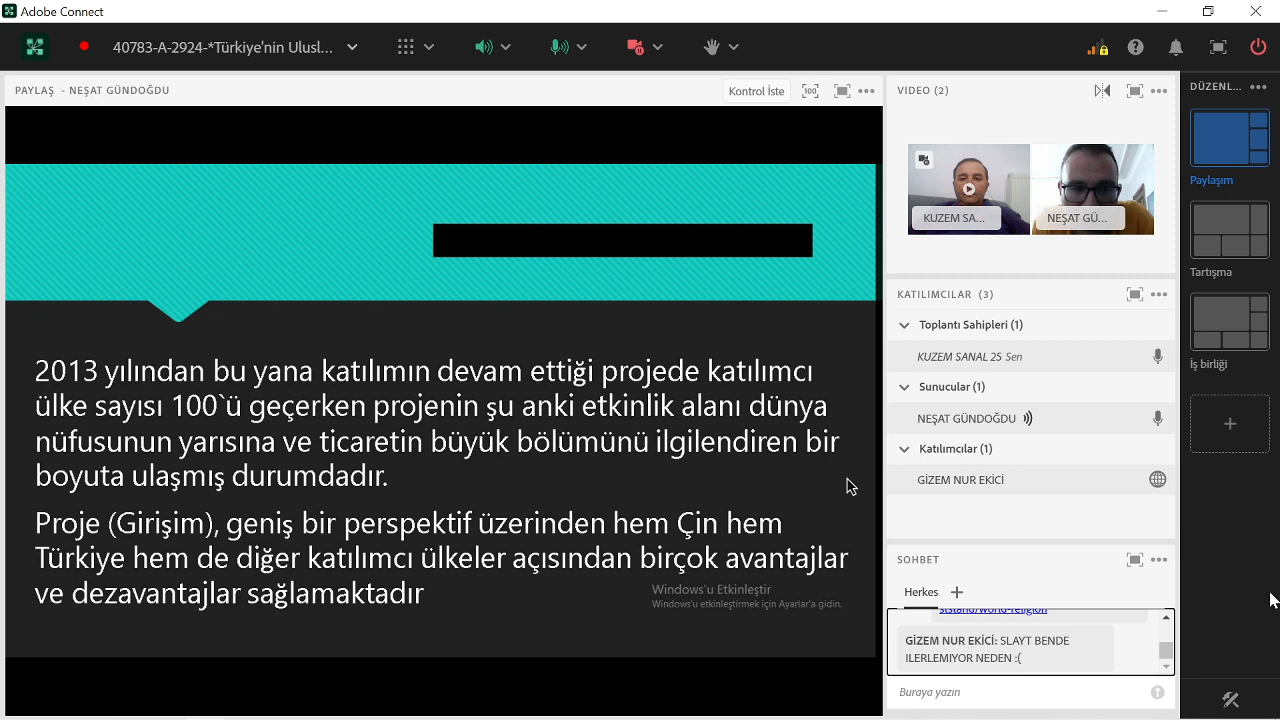 Adobe Connect
40783-A-2924-*Türkiye'nin Ulusl...
PAYLAŞ - NEŞAT GÜNDOĞDU
Kontrol İste
100
2013 yılından bu yana katılımın devam ettiği projede katılımcı
ülke sayısı 100`ü geçerken projenin şu anki etkinlik alanı dünya
nüfusunun yarısına ve ticaretin büyük bölümünü ilgilendiren bir
boyuta ulaşmış durumdadır.
Proje (Girişim), geniş bir perspektif üzerinden hem Çin hem
Türkiye hem de diğer katılımcı ülkeler açısından birçok avantajlar
ve dezavantajlar sağlamaktadır
Windows'u Etkinleştir
Windows'u etkinleştirmek için Ayarlar'a gidin.
VIDEO (2)
KUZEM SA...
NEŞAT GÜ...
KATILIMCILAR (3)
Toplantı Sahipleri (1)
KUZEM SANAL 25 Sen
Sunucular (1)
NEŞAT GÜNDOĞDU
Katılımcılar (1)
GİZEM NUR EKİCİ
SOHBET
Herkes
GİZEM NUR EKİCİ: SLAYT BENDE
ILERLEMIYOR NEDEN :(
Buraya yazın
DÜZENL...
Paylaşım
Tartışma
İş birliği